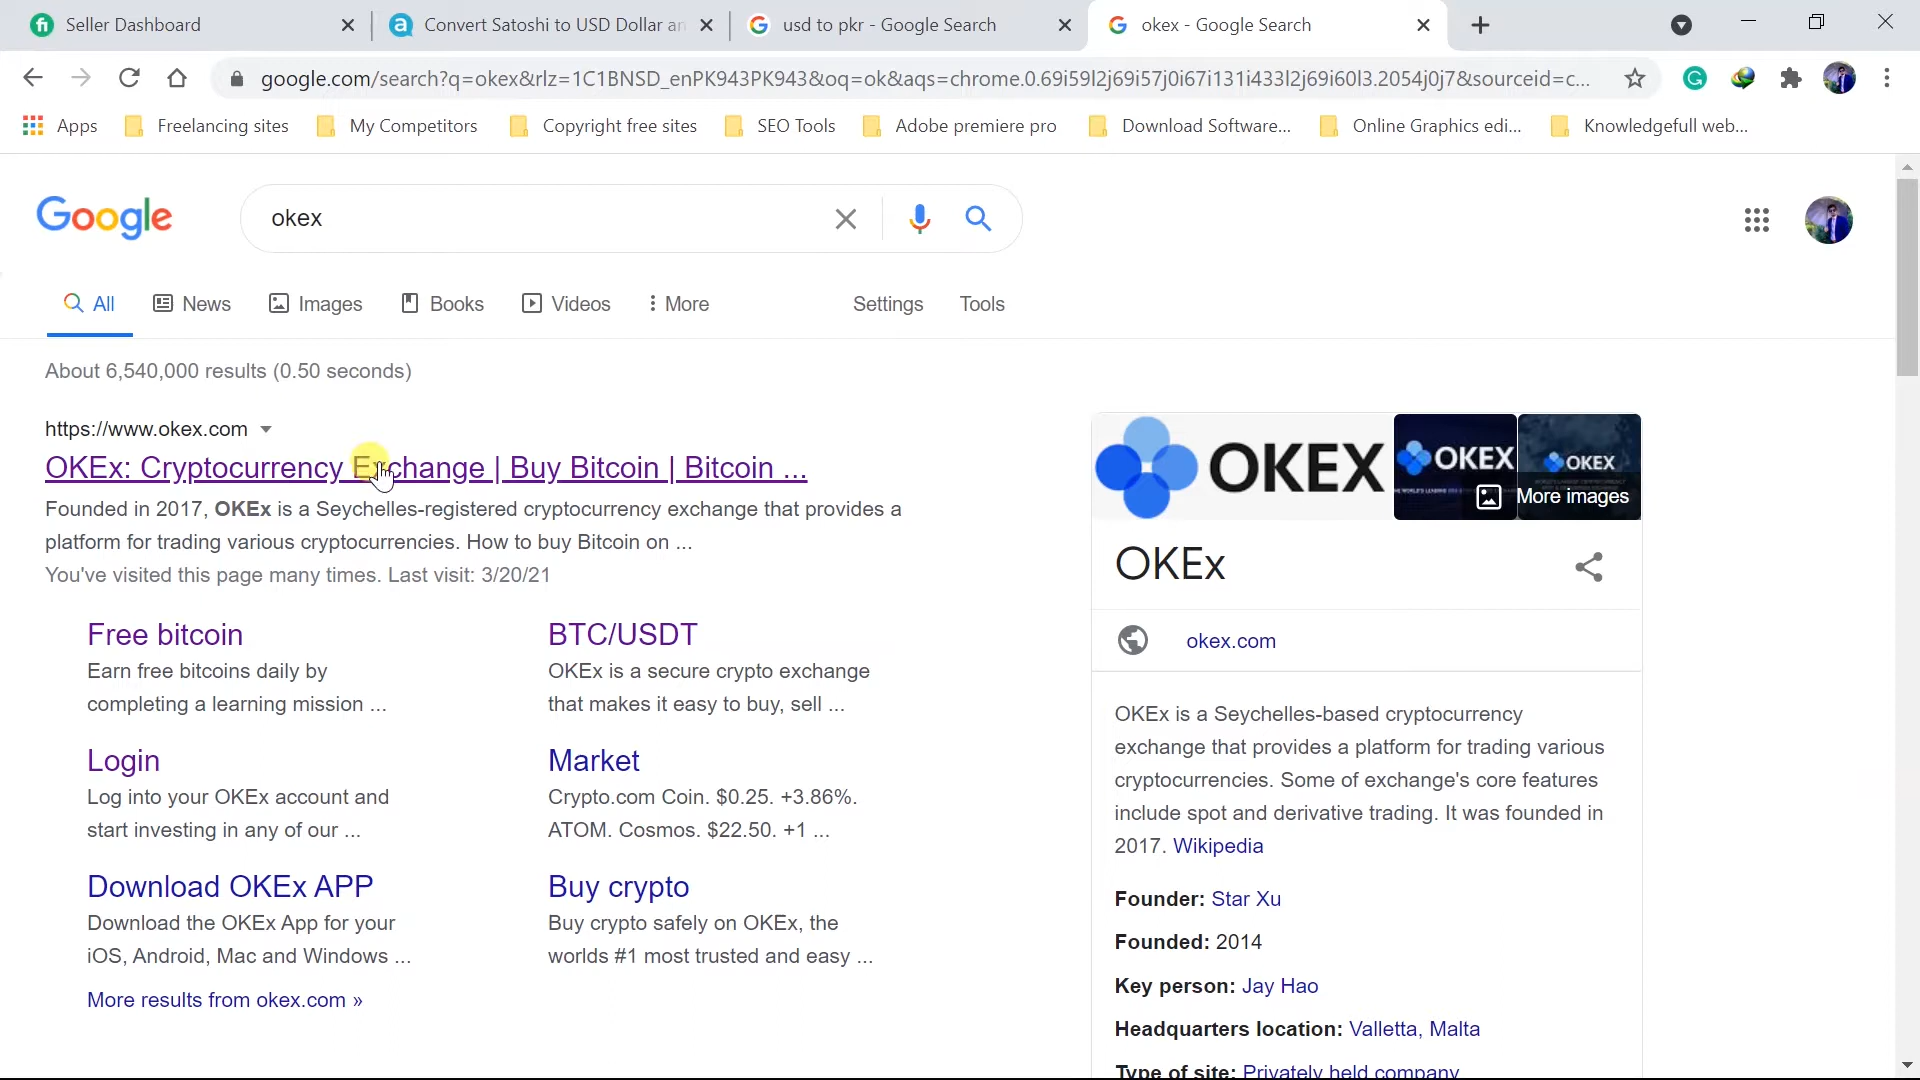 Seller Dashboard
Convert Satoshi to USD Dollar an
usd to pkr - Google Search
okex - Google Search
google.com/search?q=okex&rlz=1C1BNSD_enPK943PK943&oq=ok&aqs=chrome.0.69i59l2j69i57j0i67i131i433l2j69i60l3.2054j0j7&sourceid=c...
Apps
Freelancing sites
My Competitors
Copyright free sites
SEO Tools
Adobe premiere pro
Download Software...
Online Graphics edi...
Knowledgefull web...
Google
okex
All
News
Images
Books
Videos
More
Settings
Tools
About 6,540,000 results (0.50 seconds)
https://www.okex.com
OKEx: Cryptocurrency Exchange | Buy Bitcoin | Bitcoin ...
Founded in 2017, OKEx is a Seychelles-registered cryptocurrency exchange that provides a
platform for trading various cryptocurrencies. How to buy Bitcoin on ...
You've visited this page many times. Last visit: 3/20/21
Free bitcoin
Earn free bitcoins daily by
completing a learning mission ...
BTC/USDT
OKEx is a secure crypto exchange
that makes it easy to buy, sell ...
Login
Log into your OKEx account and
start investing in any of our ...
Market
Crypto.com Coin. $0.25. +3.86%.
ATOM. Cosmos. $22.50. +1 ...
Download OKEx APP
Download the OKEx App for your
iOS, Android, Mac and Windows ...
Buy crypto
Buy crypto safely on OKEx, the
worlds #1 most trusted and easy ...
More results from okex.com »
OKEX
OKEX
OKEX
More images
OKEx
okex.com
OKEx is a Seychelles-based cryptocurrency
exchange that provides a platform for trading various
cryptocurrencies. Some of exchange's core features
include spot and derivative trading. It was founded in
2017. Wikipedia
Founder: Star Xu
Founded: 2014
Key person: Jay Hao
Headquarters location: Valletta, Malta
Type of site: Privately held company